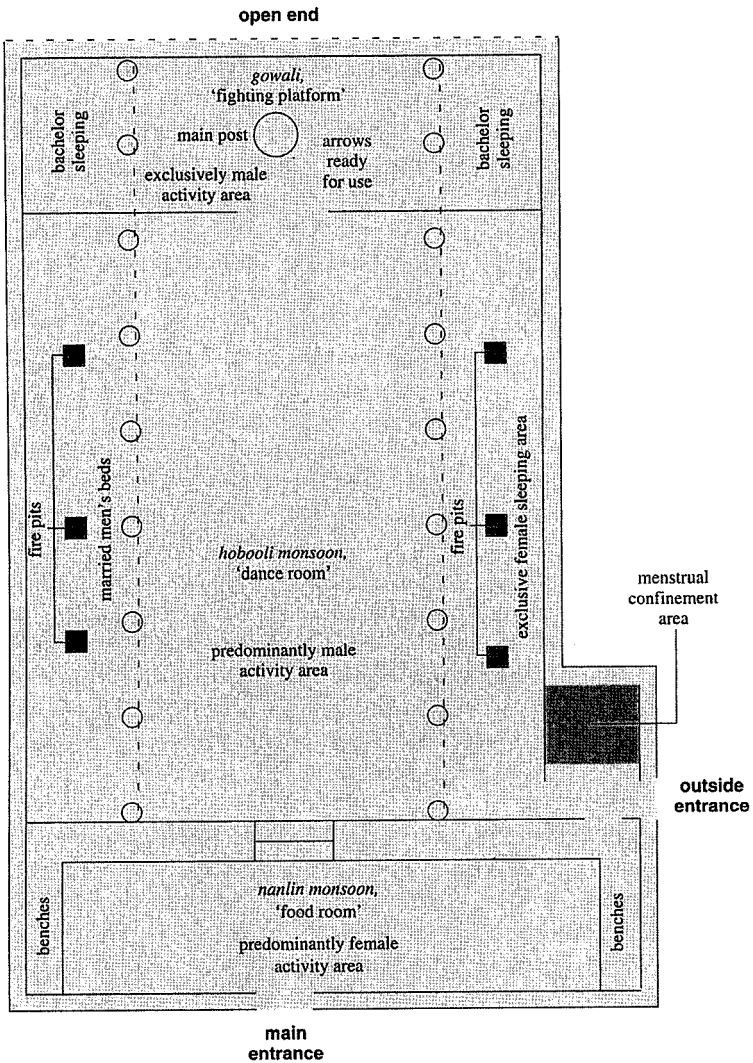 open end
gowali,
'fighting platform'
main post
arrows
ready
for use
bachelor
sleeping
bachelor
sleeping
exclusively male
activity area
fire pits
married men's beds
fire pits
exclusive female sleeping area
hobooli monsoon,
'dance room'
predominantly male
activity area
menstrual
confinement
area
outside
entrance
nanlin monsoon,
'food room'
predominantly female
activity area
benches
benches
main
entrance